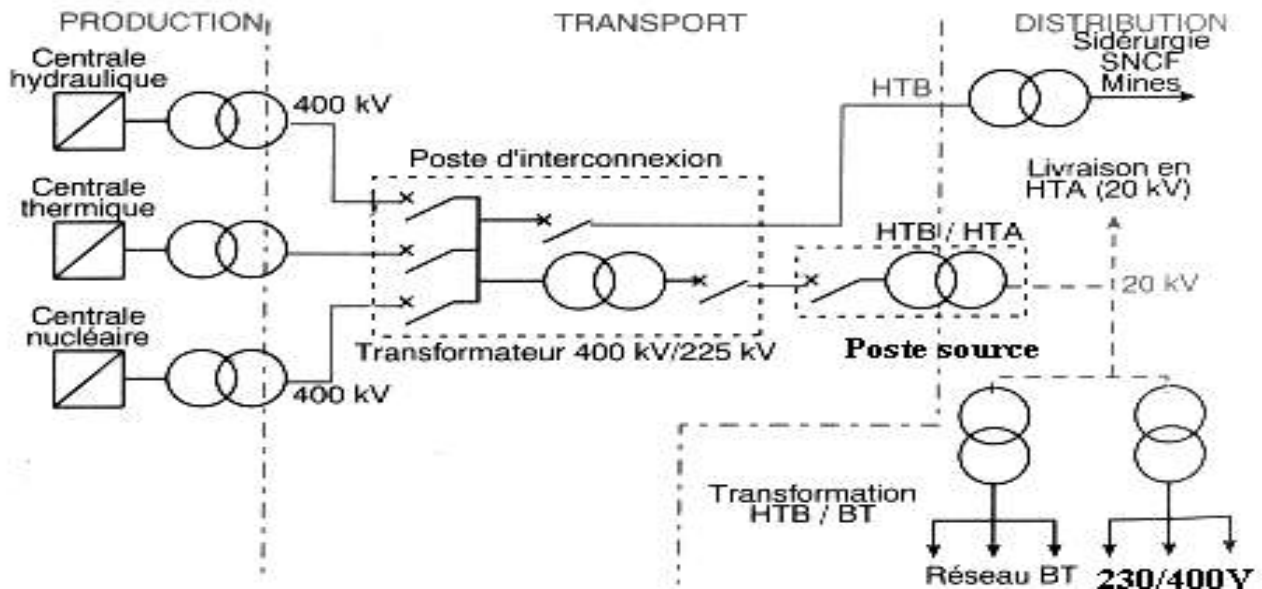 PRODUCTION
TRANSPORT
DISTRIBUTION
Centrale
hydraulique
400 kV
HTB
Sidérurgie
SNCF
Mines
Poste d'interconnexion
Livraison en
HTA (20 kV)
Centrale
thermique
HTB / HTA
20 kV
Centrale
nucléaire
Transformateur 400 kV/225 kV
Poste source
400 kV
Transformation
HTB / BT
Réseau BT
230/400V